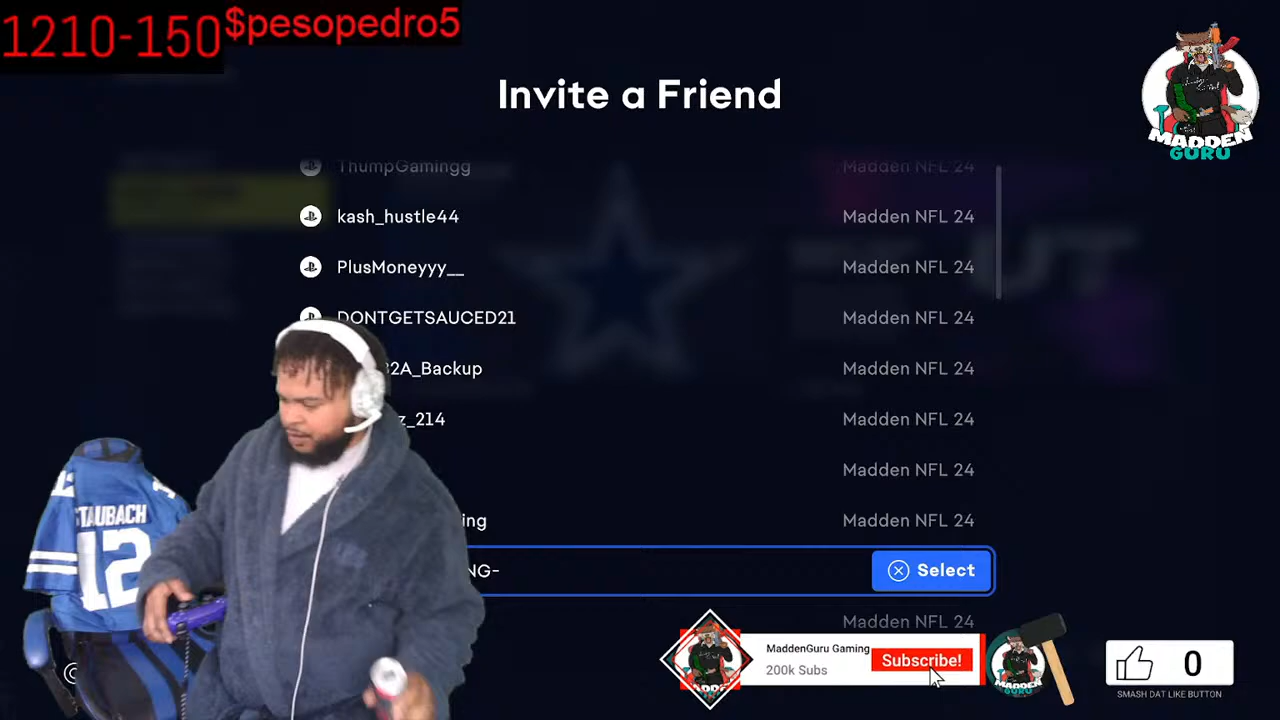 1210-150
$pesopedro5
Invite a Friend
ThumpGamingg Madden NFL 24
kash_hustle44 Madden NFL 24
PlusMoneyyy__ Madden NFL 24
DONTGETSAUCED21 Madden NFL 24
2A_Backup Madden NFL 24
z_214 Madden NFL 24
Madden NFL 24
ing Madden NFL 24
NG- Select
Madden NFL 24
MADDEN
GURU
STAUBACH
12
MaddenGuru Gaming
200k Subs
Subscribe!
0
SMASH DAT LIKE BUTTON